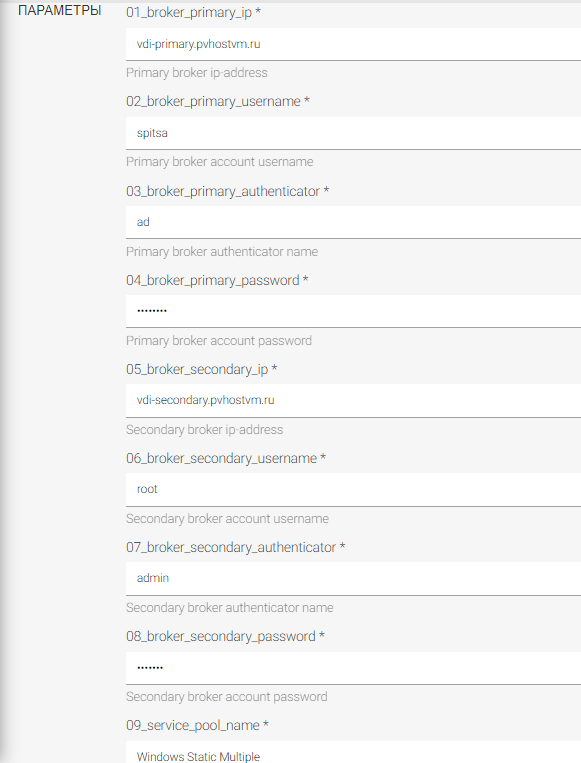 ПАРАМЕТРЫ
01_broker_primary_ip *
vdi-primary.pvhostvm.ru
Primary broker ip-address
02_broker_primary_username *
spitsa
Primary broker account username
03_broker_primary_authenticator *
ad
Primary broker authenticator name
04_broker_primary_password *
••••••••
Primary broker account password
05_broker_secondary_ip *
vdi-secondary.pvhostvm.ru
Secondary broker ip-address
06_broker_secondary_username *
root
Secondary broker account username
07_broker_secondary_authenticator *
admin
Secondary broker authenticator name
08_broker_secondary_password *
•••••••
Secondary broker account password
09_service_pool_name *
Windows Static Multiple